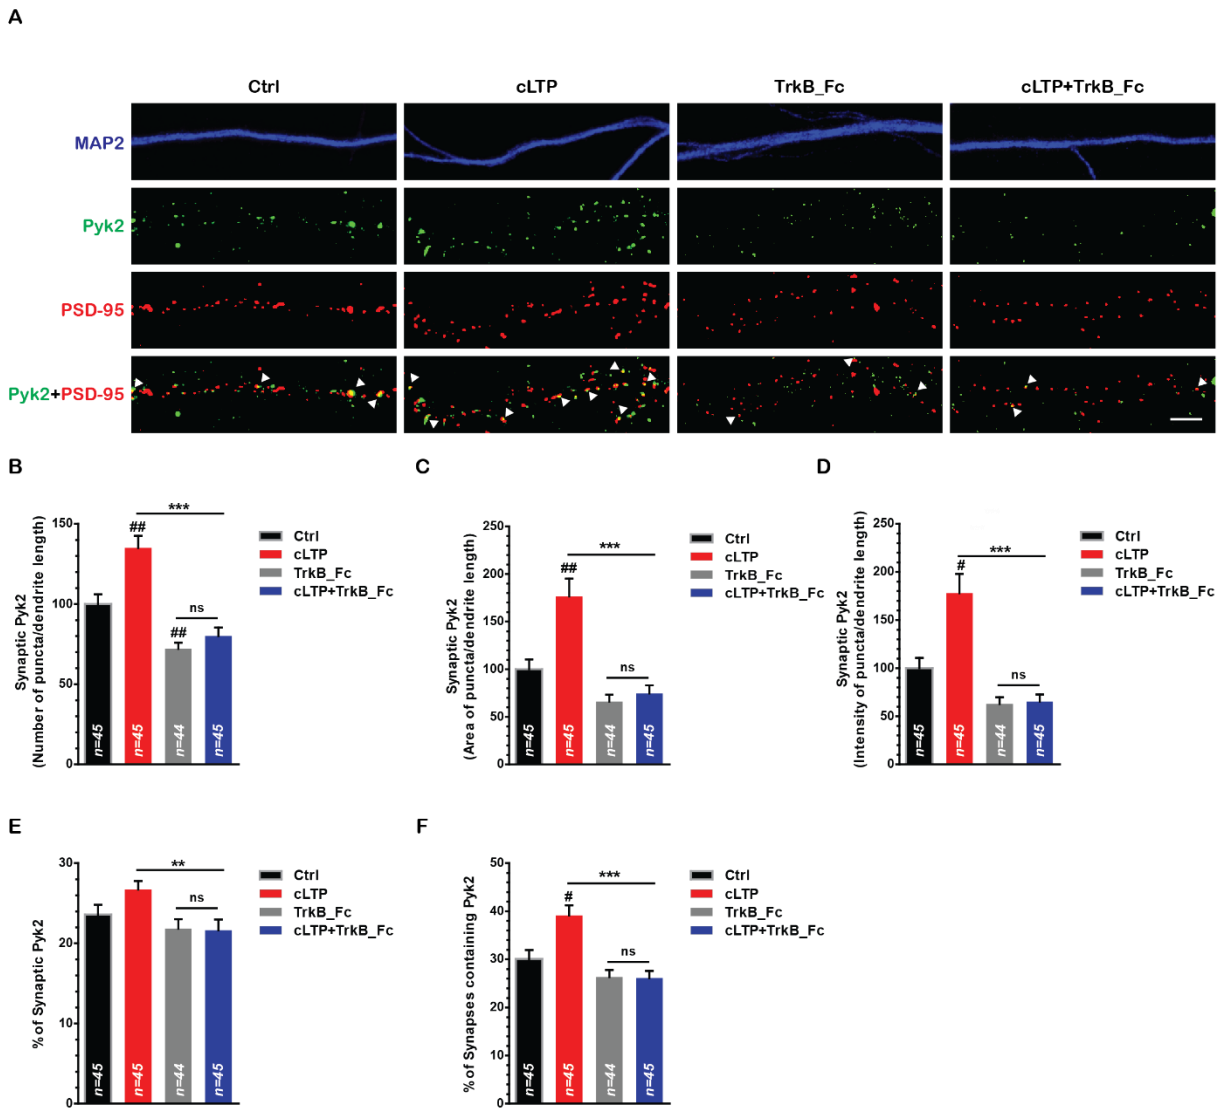 A
Ctrl cLTP TrkB_Fc cLTP+TrkB_Fc
MAP2
Pyk2
PSD-95
Pyk2+PSD-95
B
Synaptic Pyk2
(Number of puncta/dendrite length)
150
100
50
0
##
***
##
ns
n=45 n=45 n=44 n=45
Ctrl
cLTP
TrkB_Fc
cLTP+TrkB_Fc
C
Synaptic Pyk2
(Area of puncta/dendrite length)
250
200
150
100
50
0
##
***
ns
n=45 n=45 n=44 n=45
Ctrl
cLTP
TrkB_Fc
cLTP+TrkB_Fc
D
Synaptic Pyk2
(Intensity of puncta/dendrite length)
250
200
150
100
50
0
#
***
ns
n=45 n=45 n=44 n=45
Ctrl
cLTP
TrkB_Fc
cLTP+TrkB_Fc
E
% of Synaptic Pyk2
30
20
10
0
**
ns
n=45 n=45 n=44 n=45
Ctrl
cLTP
TrkB_Fc
cLTP+TrkB_Fc
F
% of Synapses containing Pyk2
50
40
30
20
10
0
#
***
ns
n=45 n=45 n=44 n=45
Ctrl
cLTP
TrkB_Fc
cLTP+TrkB_Fc